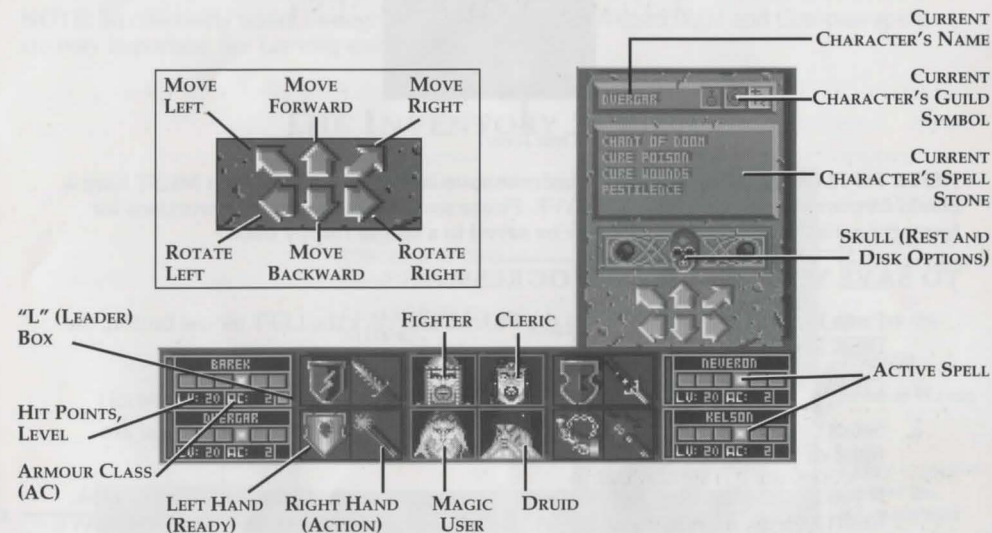 CURRENT
CHARACTER'S NAME
MOVE
LEFT
MOVE
FORWARD
MOVE
RIGHT
CURRENT
CHARACTER'S GUILD
SYMBOL
DVERGAR
CHANT OF DOOM
CURE POISON
CURE WOUNDS
PESTILENCE
CURRENT
CHARACTER'S SPELL
STONE
ROTATE
LEFT
MOVE
BACKWARD
ROTATE
RIGHT
SKULL (REST AND
DISK OPTIONS)
"L" (LEADER)
BOX
FIGHTER
CLERIC
BAREK
NEVERON
ACTIVE SPELL
LV: 20 AC: 2
LV: 20 AC: 2
HIT POINTS,
LEVEL
DVERGAR
KELSON
LV: 20 AC: 2
LV: 20 AC: 2
ARMOUR CLASS
(AC)
LEFT HAND
(READY)
RIGHT HAND
(ACTION)
MAGIC
USER
DRUID